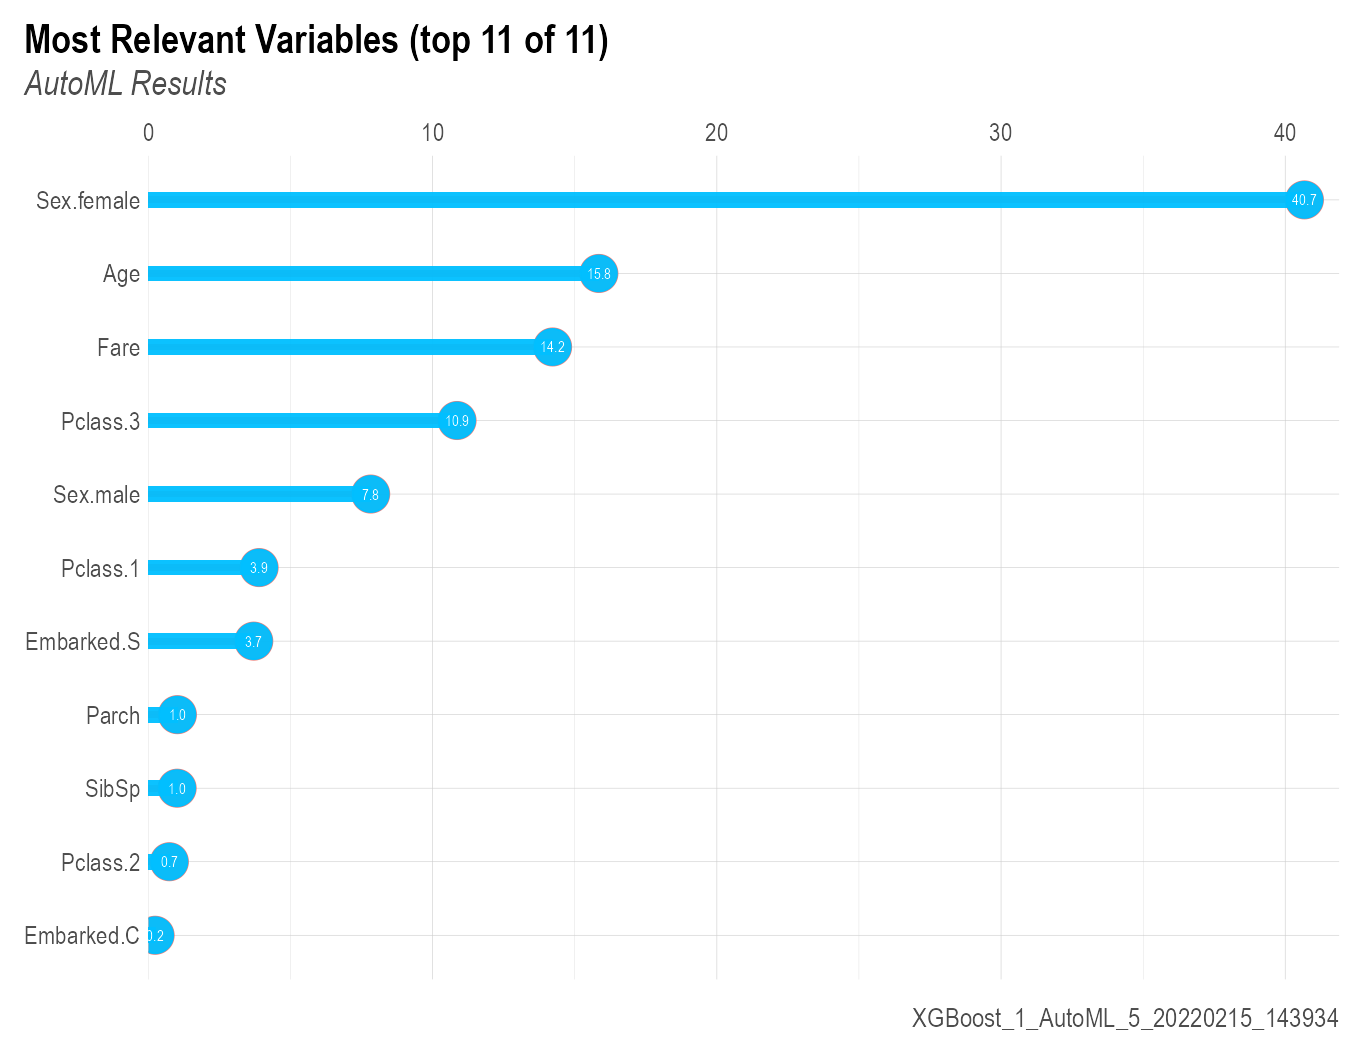 Most Relevant Variables (top 11 of 11)
AutoML Results
0 10 20 30 40
Sex.female 40.7
Age 15.8
Fare 14.2
Pclass.3 10.9
Sex.male 7.8
Pclass.1 3.9
Embarked.S 3.7
Parch 1.0
SibSp 1.0
Pclass.2 0.7
Embarked.C 0.2
XGBoost_1_AutoML_5_20220215_143934